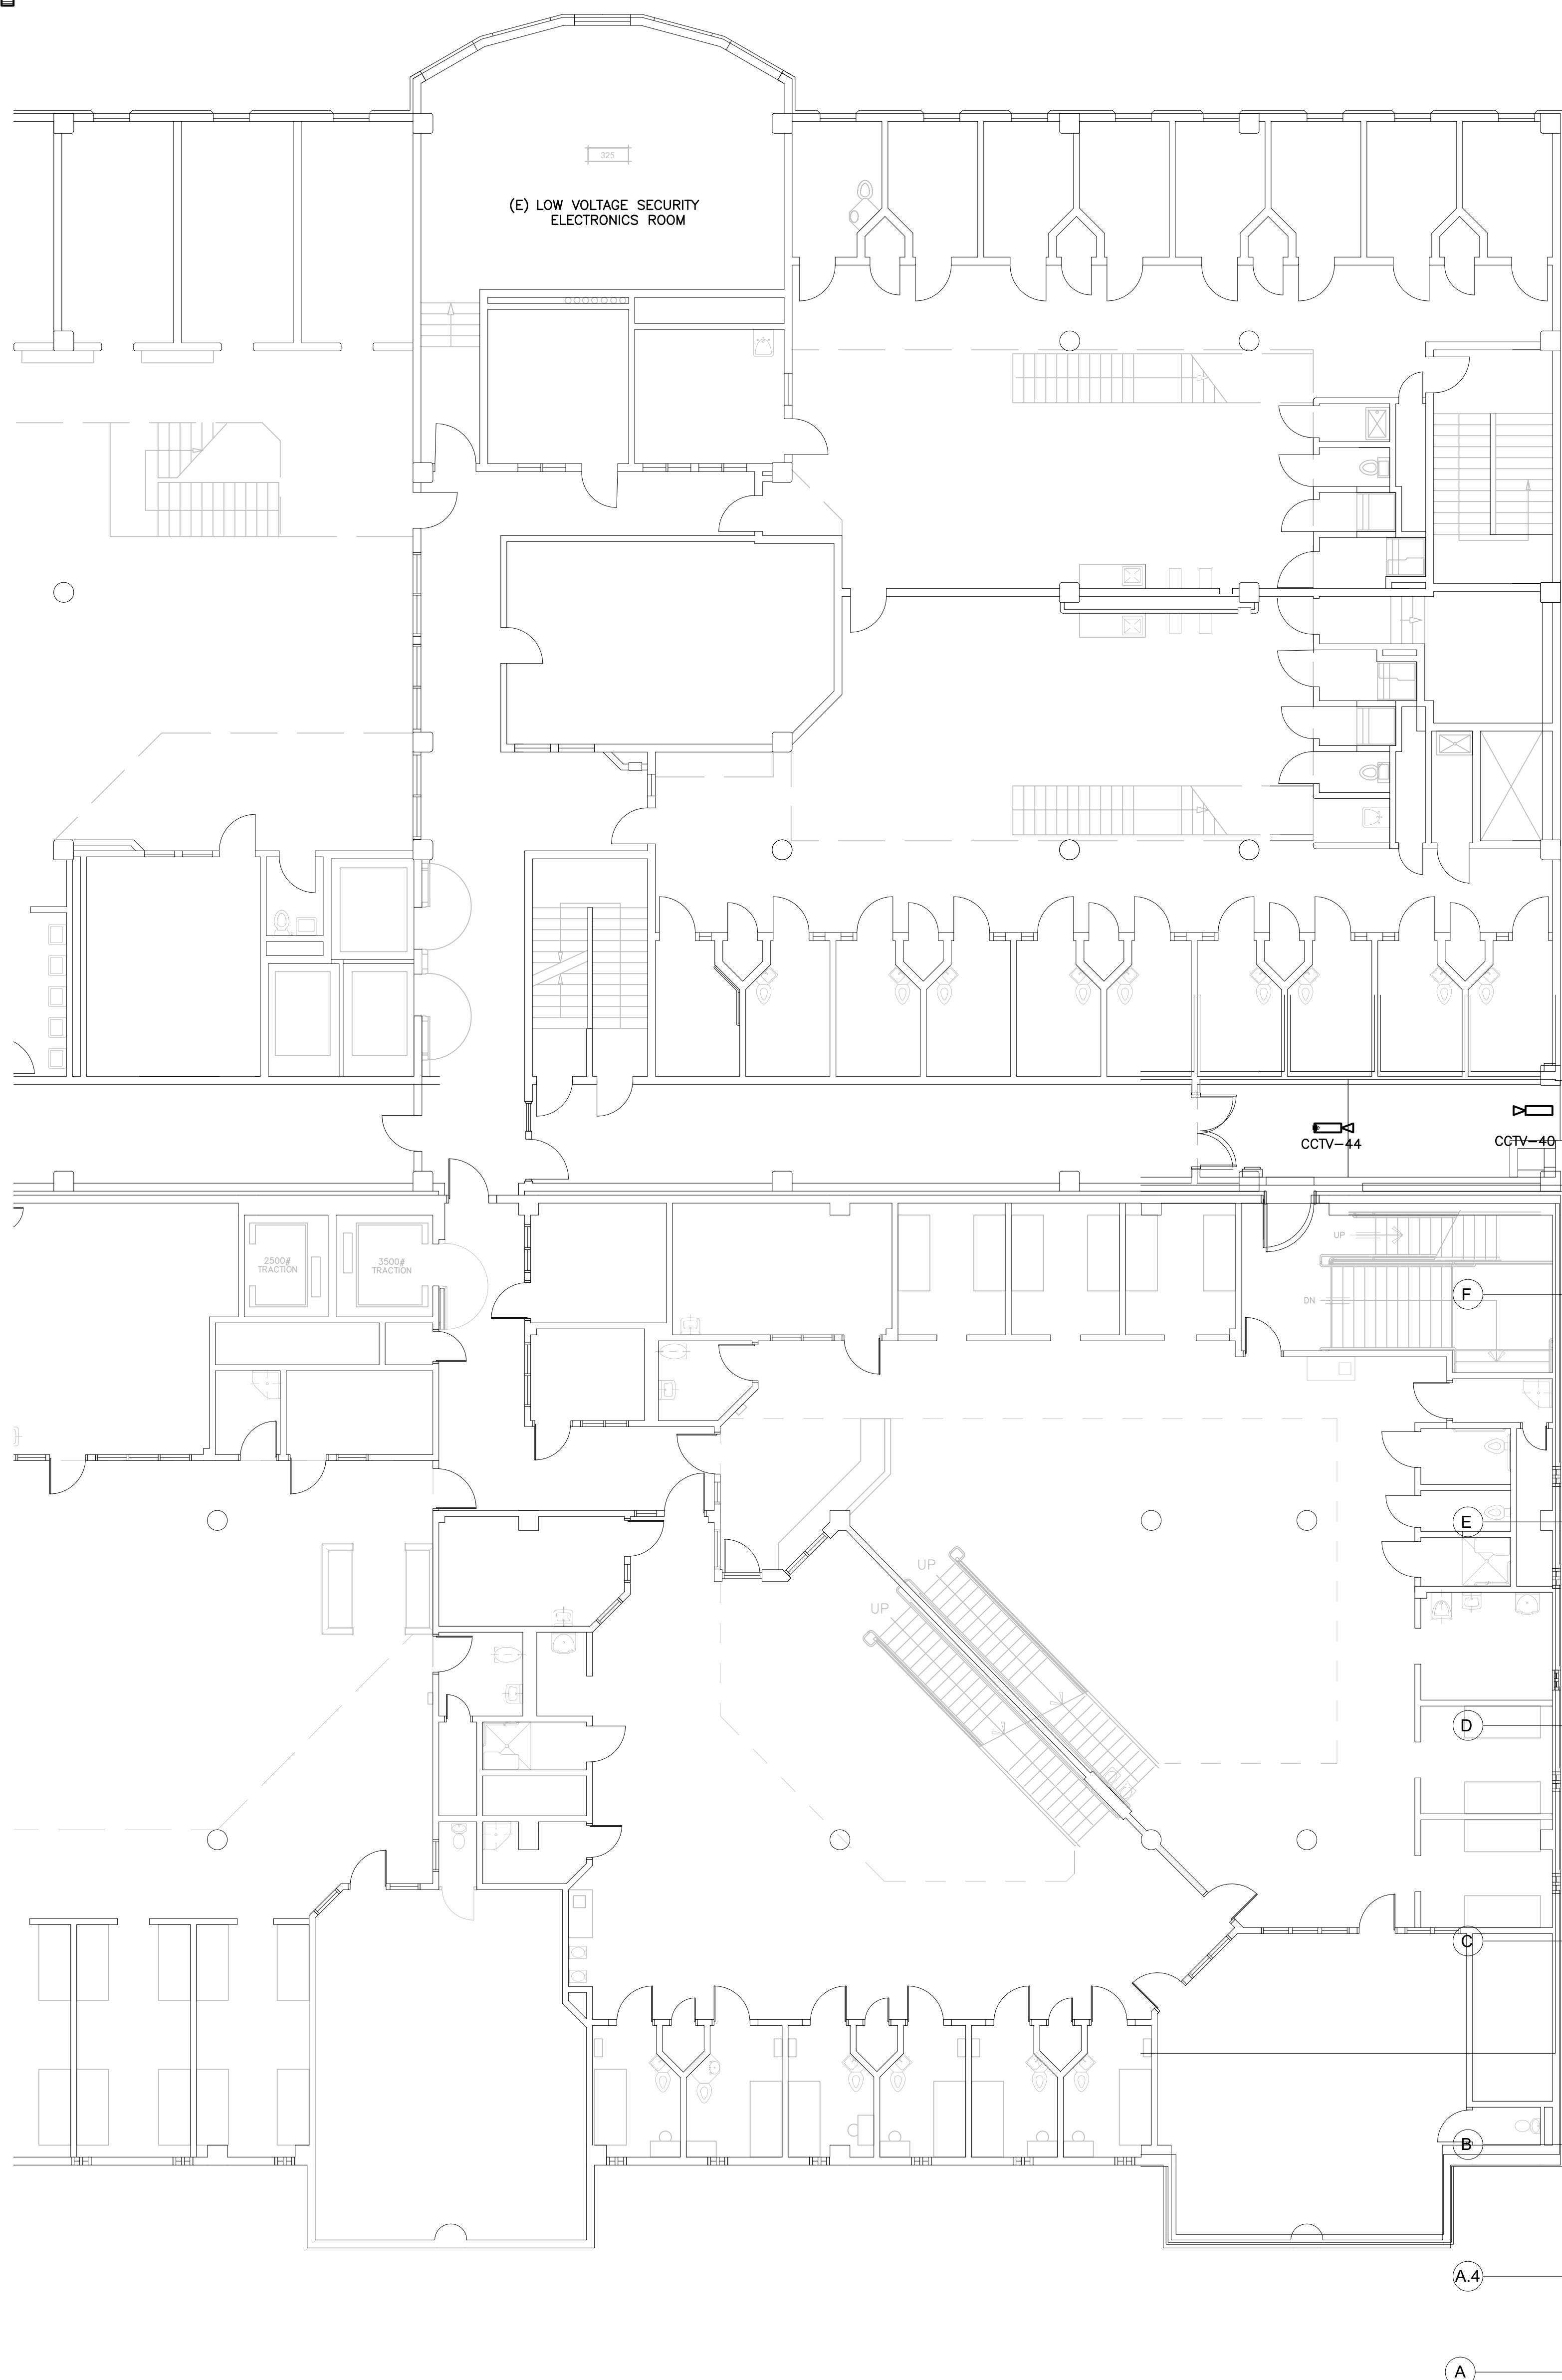 325
(E) LOW VOLTAGE SECURITY
ELECTRONICS ROOM
CCTV-44
CCTV-40
2500#
TRACTION
3500#
TRACTION
UP
DN
F
E
UP
UP
D
C
B
A.4
A